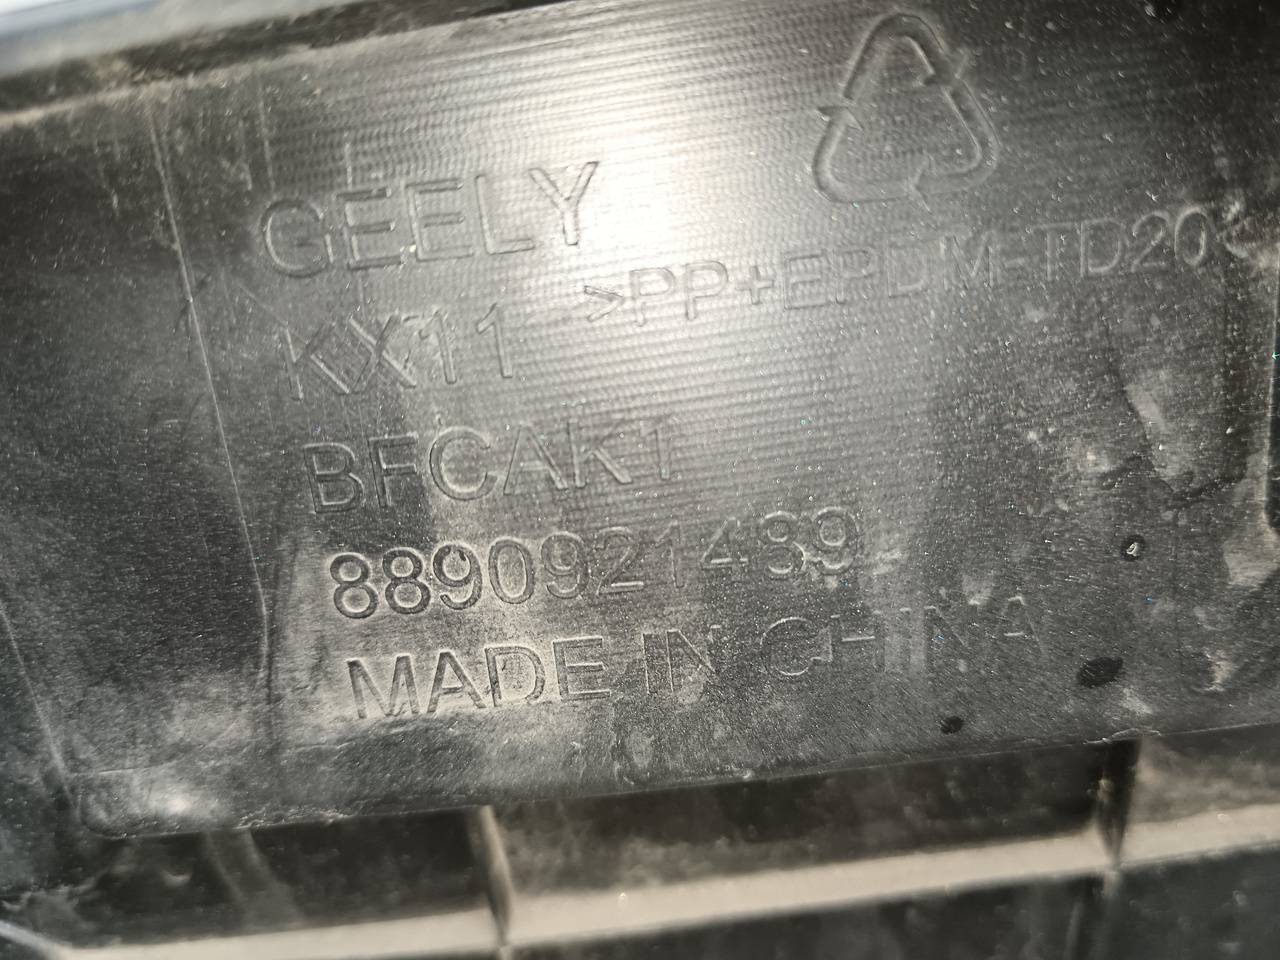 GEELY
>PP+EPDM-TD20<
KX11
BFCAK1
8890921489
MADE IN CHINA